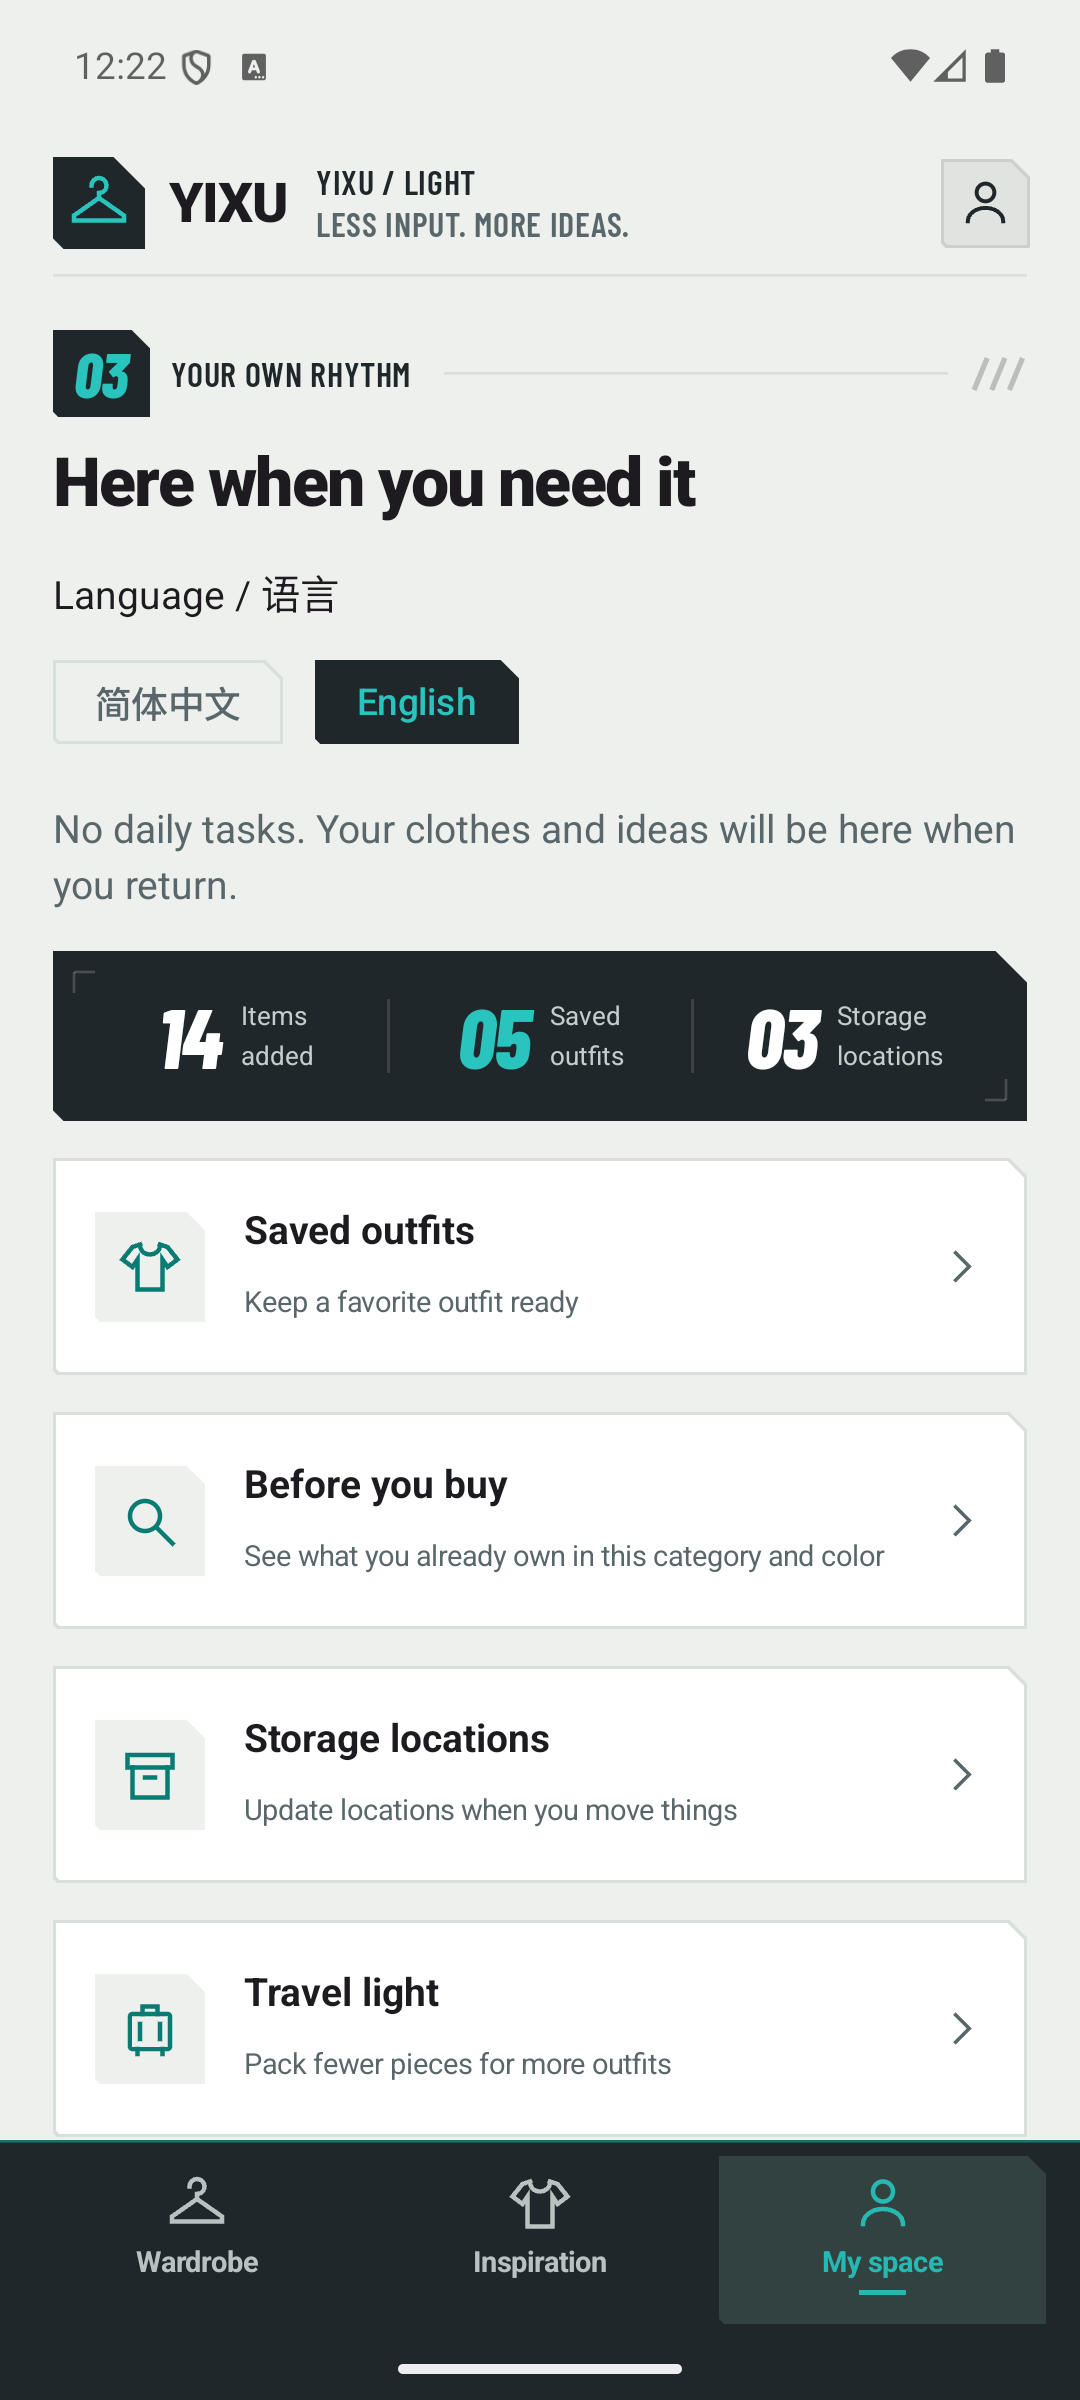 12:22
YIXU
YIXU / LIGHT
LESS INPUT. MORE IDEAS.
03
YOUR OWN RHYTHM
Here when you need it
Language / 语言
简体中文
English
No daily tasks. Your clothes and ideas will be here when
you return.
14 Items added
05 Saved outfits
03 Storage locations
Saved outfits
Keep a favorite outfit ready
Before you buy
See what you already own in this category and color
Storage locations
Update locations when you move things
Travel light
Pack fewer pieces for more outfits
Wardrobe
Inspiration
My space